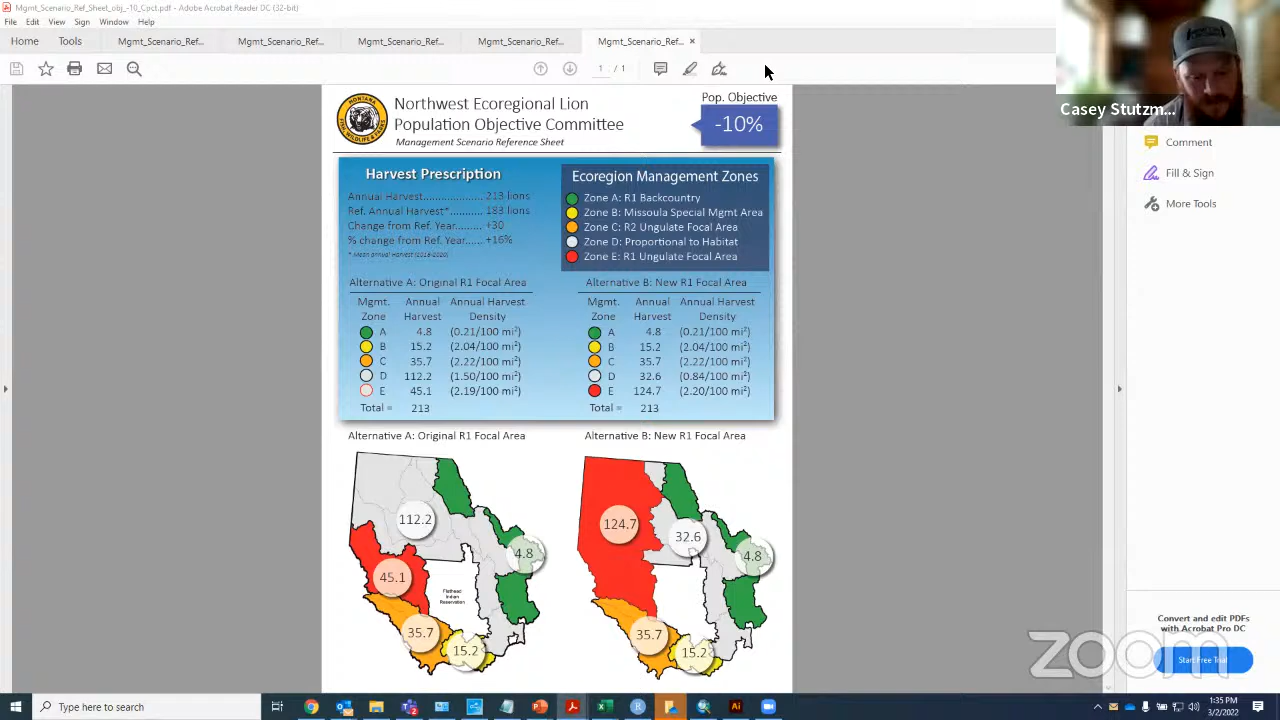 Mgmt_Scenario_Ref_Sheet_obj_-10_Cpct.pdf - Adobe Acrobat Reader DC (32-bit)
File Edit View Sign Window Help
Home Tools Mgmt_Scenario_Ref... Mgmt_Scenario_Ref... Mgmt_Scenario_Ref... Mgmt_Scenario_Ref... Mgmt_Scenario_Ref... ×
1 / 1
Casey Stutzm...
Comment
Fill & Sign
More Tools
Northwest Ecoregional Lion
Population Objective Committee
Management Scenario Reference Sheet
Pop. Objective
-10%
MONTANA
Harvest Prescription
Annual Harvest..................... 213 lions
Ref. Annual Harvest*.......... 183 lions
Change from Ref. Year........ +30
% change from Ref. Year..... +16%
* Mean annual Harvest (2018-2020)
Ecoregion Management Zones
Zone A: R1 Backcountry
Zone B: Missoula Special Mgmt Area
Zone C: R2 Ungulate Focal Area
Zone D: Proportional to Habitat
Zone E: R1 Ungulate Focal Area
Alternative A: Original R1 Focal Area
Mgmt. Annual Annual Harvest
Zone Harvest Density
A 4.8 (0.21/100 mi²)
B 15.2 (2.04/100 mi²)
C 35.7 (2.22/100 mi²)
D 112.2 (1.50/100 mi²)
E 45.1 (2.19/100 mi²)
Total = 213
Alternative B: New R1 Focal Area
Mgmt. Annual Annual Harvest
Zone Harvest Density
A 4.8 (0.21/100 mi²)
B 15.2 (2.04/100 mi²)
C 35.7 (2.22/100 mi²)
D 32.6 (0.84/100 mi²)
E 124.7 (2.20/100 mi²)
Total = 213
Alternative A: Original R1 Focal Area
112.2
4.8
45.1
Flathead
Indian
Reservation
35.7
15.2
Alternative B: New R1 Focal Area
124.7
32.6
4.8
35.7
15.2
Convert and edit PDFs
with Acrobat Pro DC
Start Free Trial
zoom
Type here to search
1:35 PM
3/2/2022